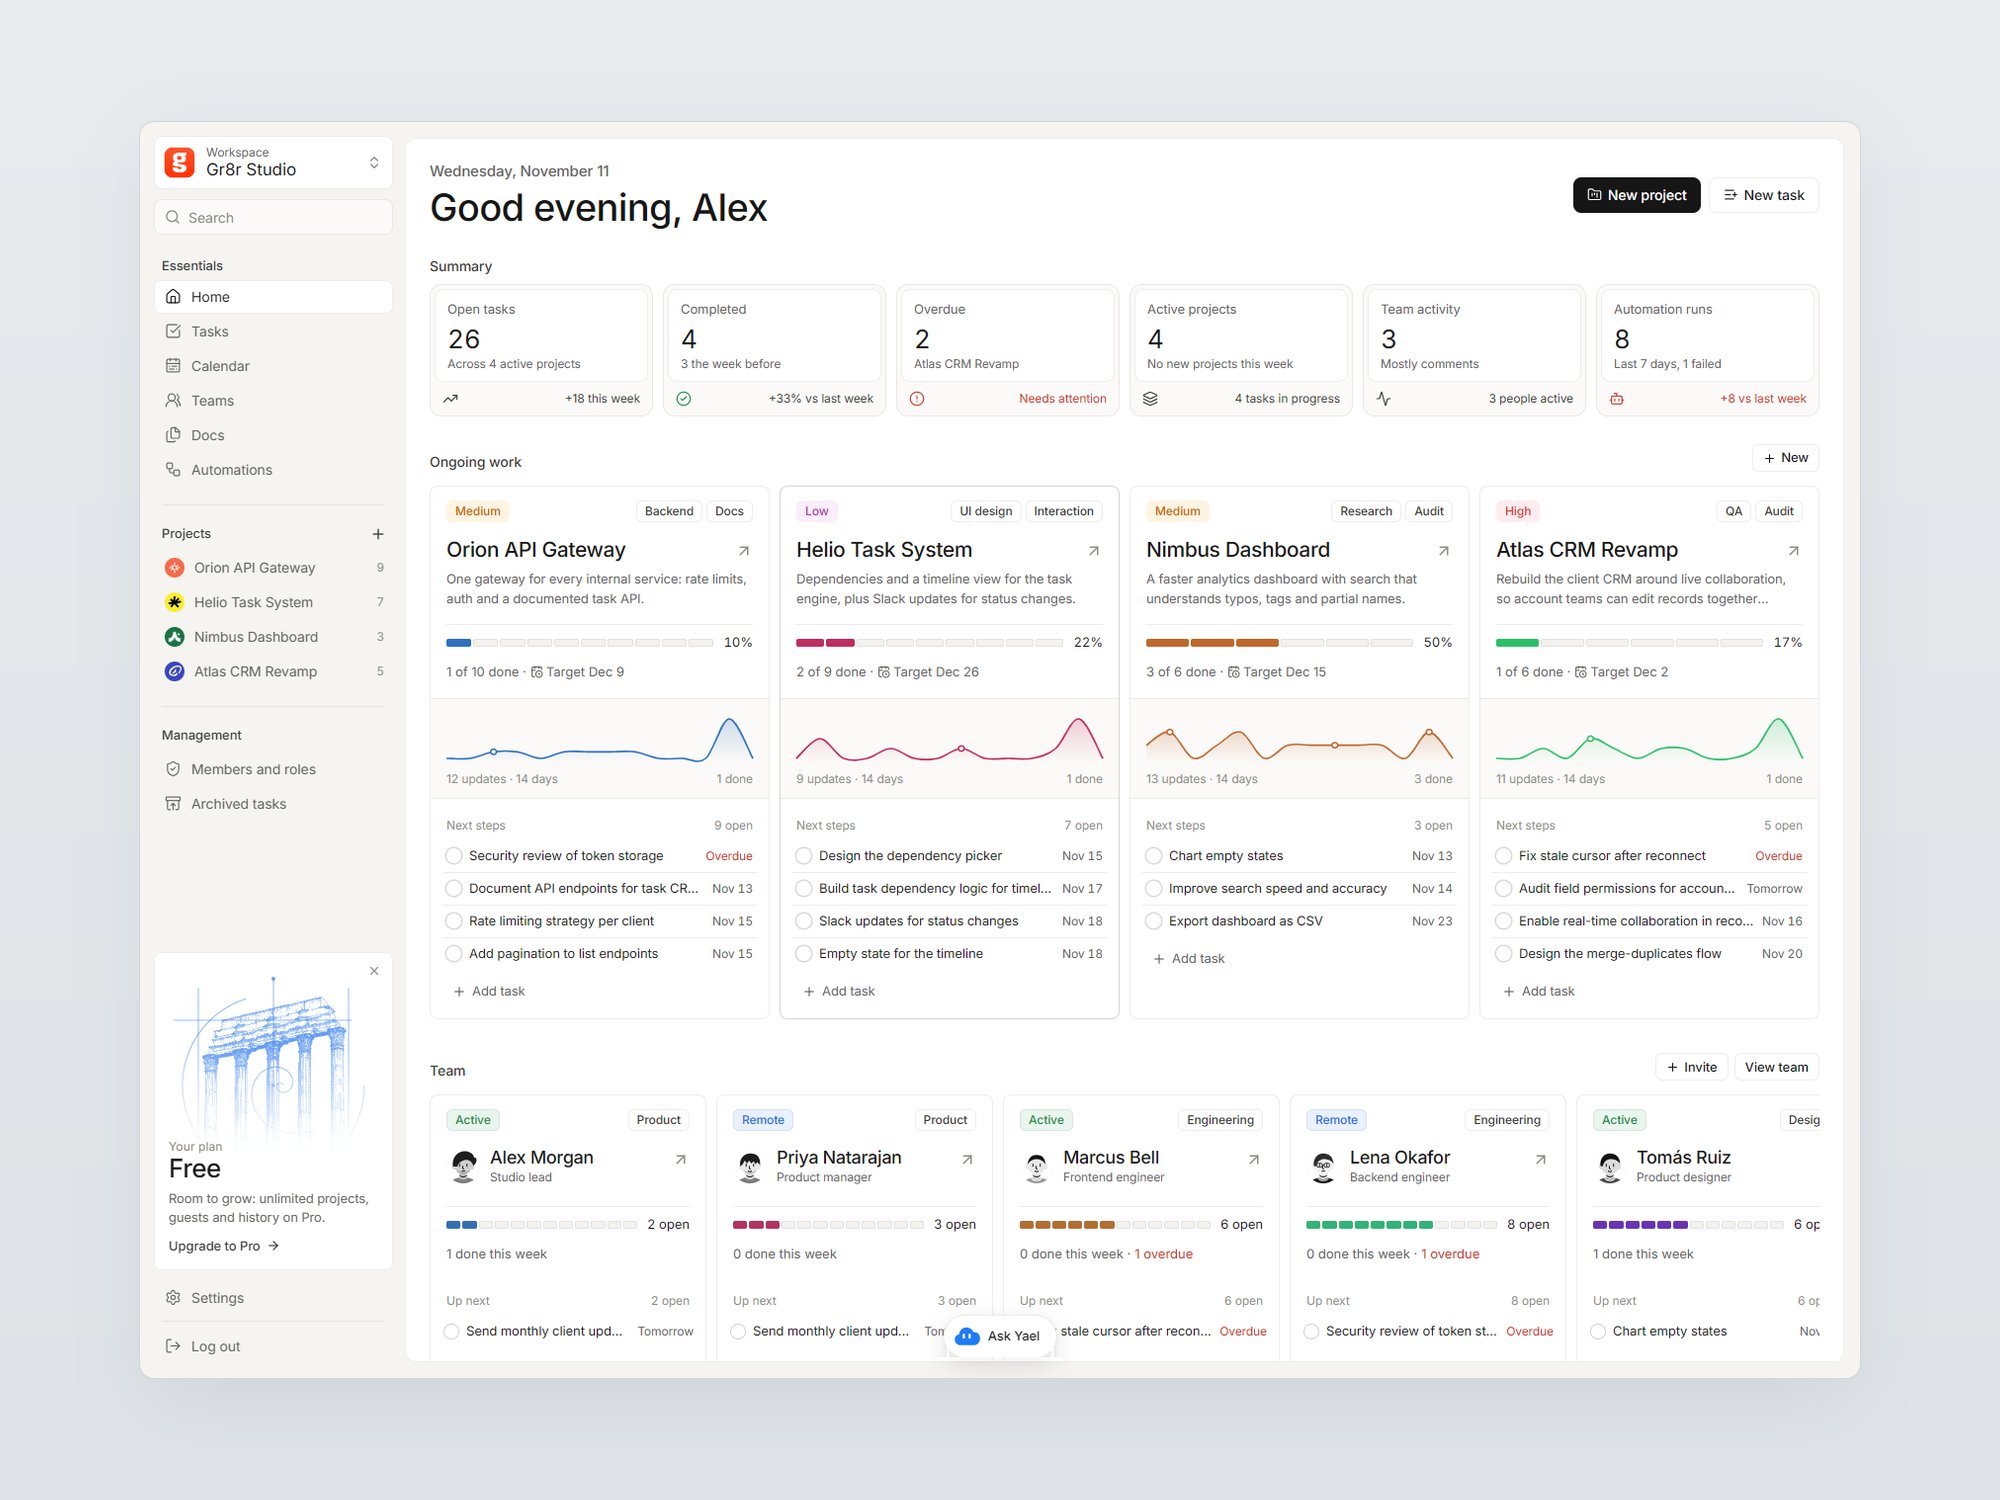 Workspace
Gr8r Studio
Search
Essentials
Home
Tasks
Calendar
Teams
Docs
Automations
Projects
Orion API Gateway 9
Helio Task System 7
Nimbus Dashboard 3
Atlas CRM Revamp 5
Management
Members and roles
Archived tasks
Your plan
Free
Room to grow: unlimited projects,
guests and history on Pro.
Upgrade to Pro →
Settings
Log out
Wednesday, November 11
Good evening, Alex
New project
New task
Summary
Open tasks
26
Across 4 active projects
+18 this week
Completed
4
3 the week before
+33% vs last week
Overdue
2
Atlas CRM Revamp
Needs attention
Active projects
4
No new projects this week
4 tasks in progress
Team activity
3
Mostly comments
3 people active
Automation runs
8
Last 7 days, 1 failed
+8 vs last week
Ongoing work
+ New
Medium Backend Docs
Orion API Gateway
One gateway for every internal service: rate limits,
auth and a documented task API.
10%
1 of 10 done · Target Dec 9
12 updates · 14 days 1 done
Next steps 9 open
Security review of token storage Overdue
Document API endpoints for task CR... Nov 13
Rate limiting strategy per client Nov 15
Add pagination to list endpoints Nov 15
+ Add task
Low UI design Interaction
Helio Task System
Dependencies and a timeline view for the task
engine, plus Slack updates for status changes.
22%
2 of 9 done · Target Dec 26
9 updates · 14 days 1 done
Next steps 7 open
Design the dependency picker Nov 15
Build task dependency logic for timel... Nov 17
Slack updates for status changes Nov 18
Empty state for the timeline Nov 18
+ Add task
Medium Research Audit
Nimbus Dashboard
A faster analytics dashboard with search that
understands typos, tags and partial names.
50%
3 of 6 done · Target Dec 15
13 updates · 14 days 3 done
Next steps 3 open
Chart empty states Nov 13
Improve search speed and accuracy Nov 14
Export dashboard as CSV Nov 23
+ Add task
High QA Audit
Atlas CRM Revamp
Rebuild the client CRM around live collaboration,
so account teams can edit records together...
17%
1 of 6 done · Target Dec 2
11 updates · 14 days 1 done
Next steps 5 open
Fix stale cursor after reconnect Overdue
Audit field permissions for accoun... Tomorrow
Enable real-time collaboration in reco... Nov 16
Design the merge-duplicates flow Nov 20
+ Add task
Team
+ Invite
View team
Active Product
Alex Morgan
Studio lead
2 open
1 done this week
Up next 2 open
Send monthly client upd... Tomorrow
Remote Product
Priya Natarajan
Product manager
3 open
0 done this week
Up next 3 open
Send monthly client upd... Tom
Active Engineering
Marcus Bell
Frontend engineer
6 open
0 done this week · 1 overdue
Up next 6 open
stale cursor after recon... Overdue
Remote Engineering
Lena Okafor
Backend engineer
8 open
0 done this week · 1 overdue
Up next 8 open
Security review of token st... Overdue
Active Desig
Tomás Ruiz
Product designer
6 op
1 done this week
Up next 6 op
Chart empty states Nov
Ask Yael